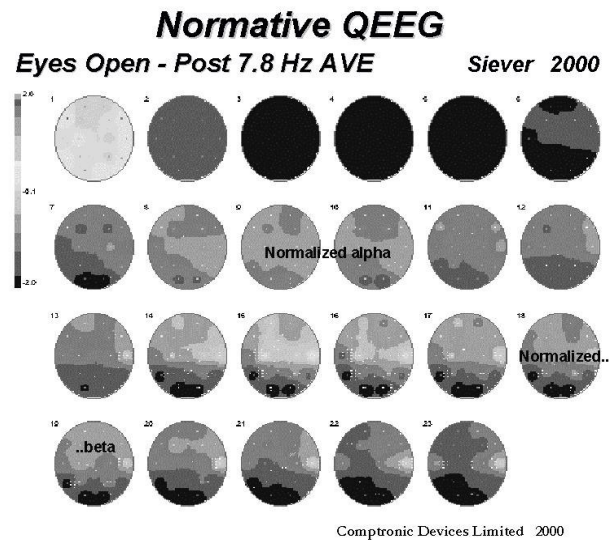 Normative QEEG
Eyes Open - Post 7.8 Hz AVE Siever 2000
2.6
-0.1
-2.0
1 2 3 4 5 6
7 8 9 10 11 12
Normalized alpha
13 14 15 16 17 18
Normalized..
19 20 21 22 23
..beta
Comptronic Devices Limited 2000